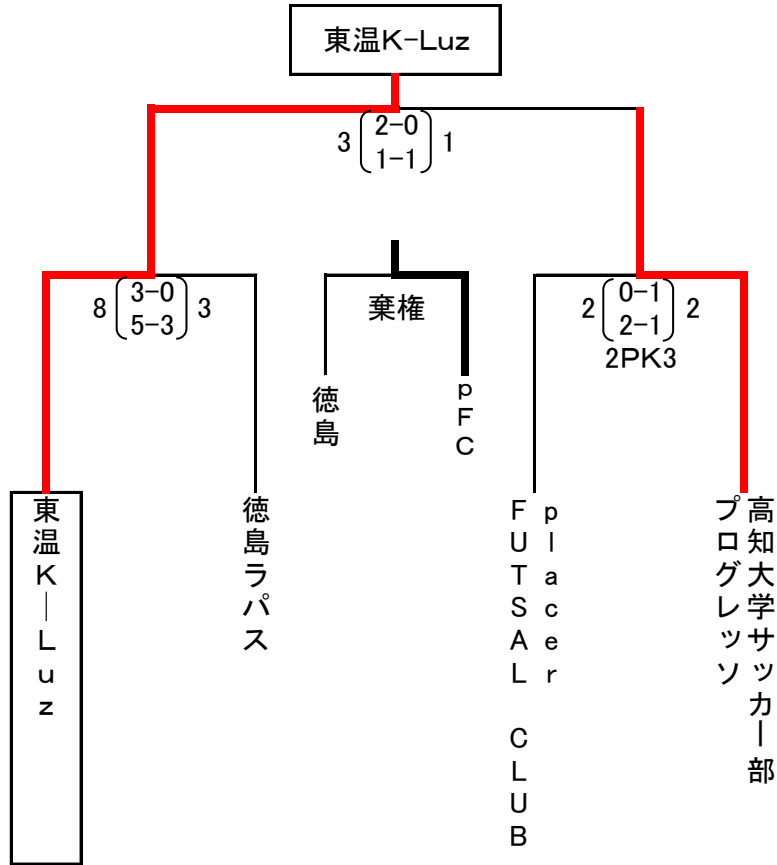 東温K-Luz
3 2-0 1
1-1
8 3-0 3
5-3
棄権
2 0-1 2
2-1
2PK3
徳島
pFC
東温K―Luz
徳島ラパス
placer
FUTSAL CLUB
高知大学サッカー部
プログレッソ